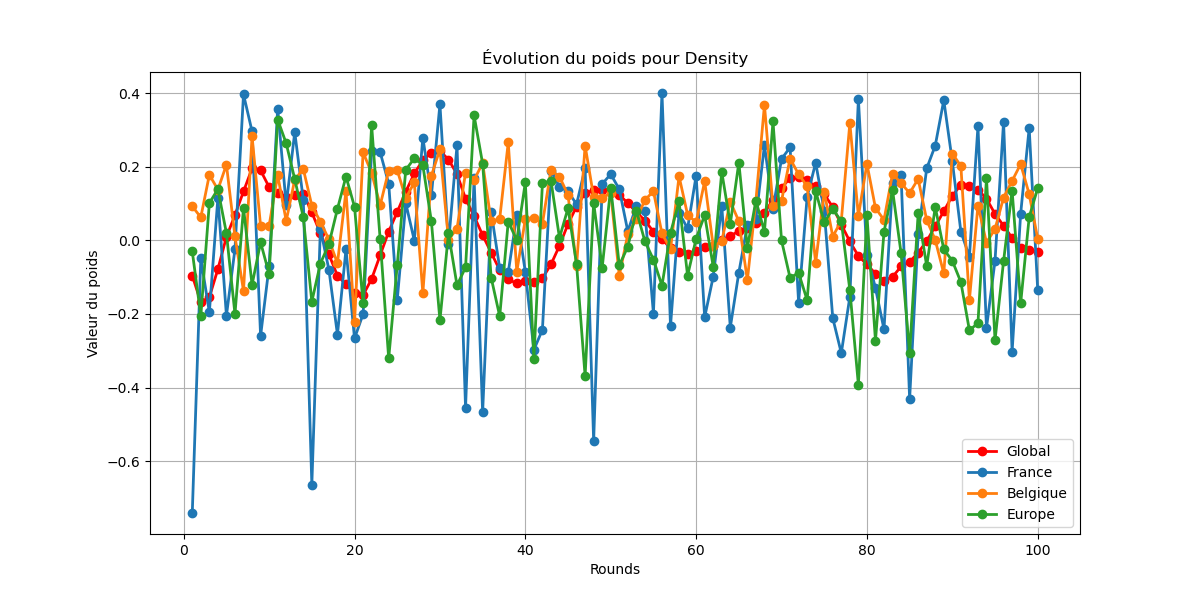 Évolution du poids pour Density
Valeur du poids
0.4
0.2
0.0
−0.2
−0.4
−0.6
0
20
40
60
80
100
Rounds
Global
France
Belgique
Europe